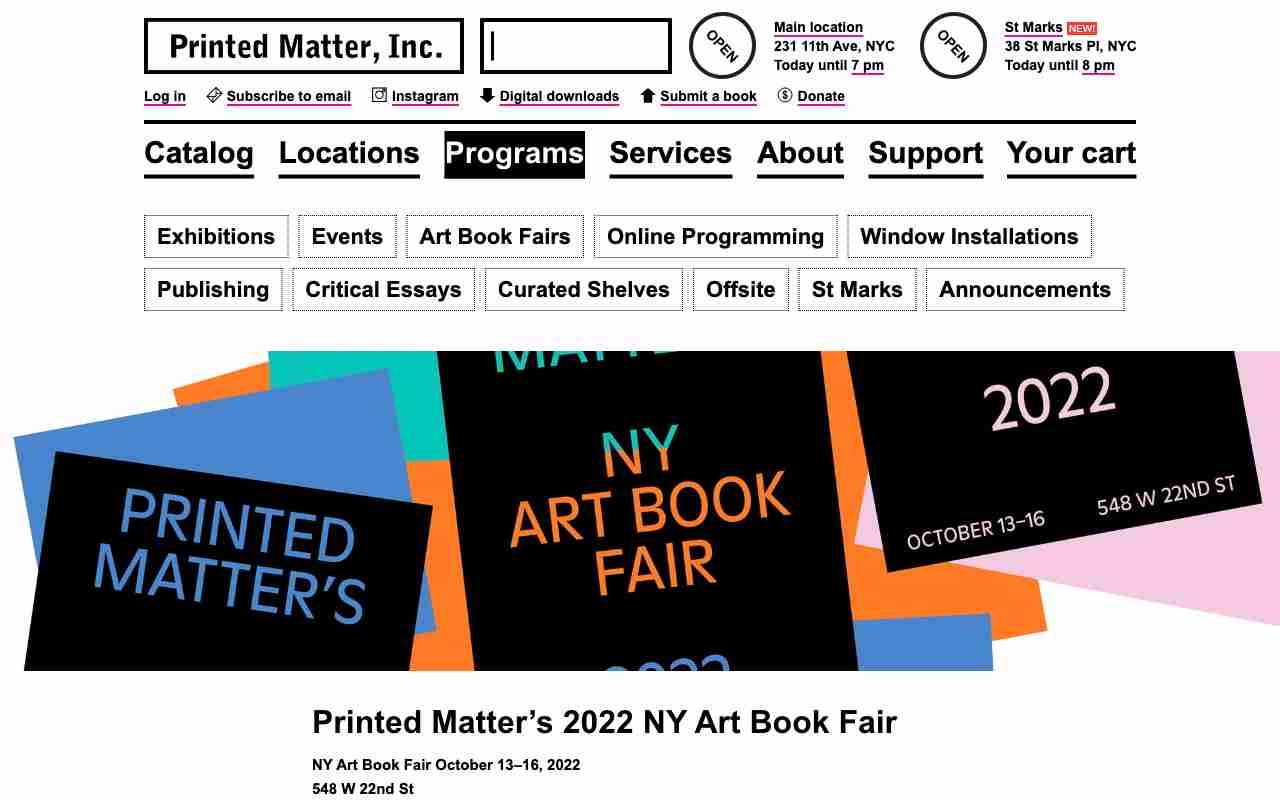 Printed Matter, Inc.
OPEN
Main location
231 11th Ave, NYC
Today until 7 pm
OPEN
St Marks NEW!
38 St Marks Pl, NYC
Today until 8 pm
Log in Subscribe to email Instagram Digital downloads Submit a book $ Donate
Catalog Locations Programs Services About Support Your cart
Exhibitions Events Art Book Fairs Online Programming Window Installations
Publishing Critical Essays Curated Shelves Offsite St Marks Announcements
PRINTED
MATTER'S
MATTE
NY
ART BOOK
FAIR
2022
2022
OCTOBER 13–16 548 W 22ND ST
Printed Matter’s 2022 NY Art Book Fair
NY Art Book Fair October 13–16, 2022
548 W 22nd St